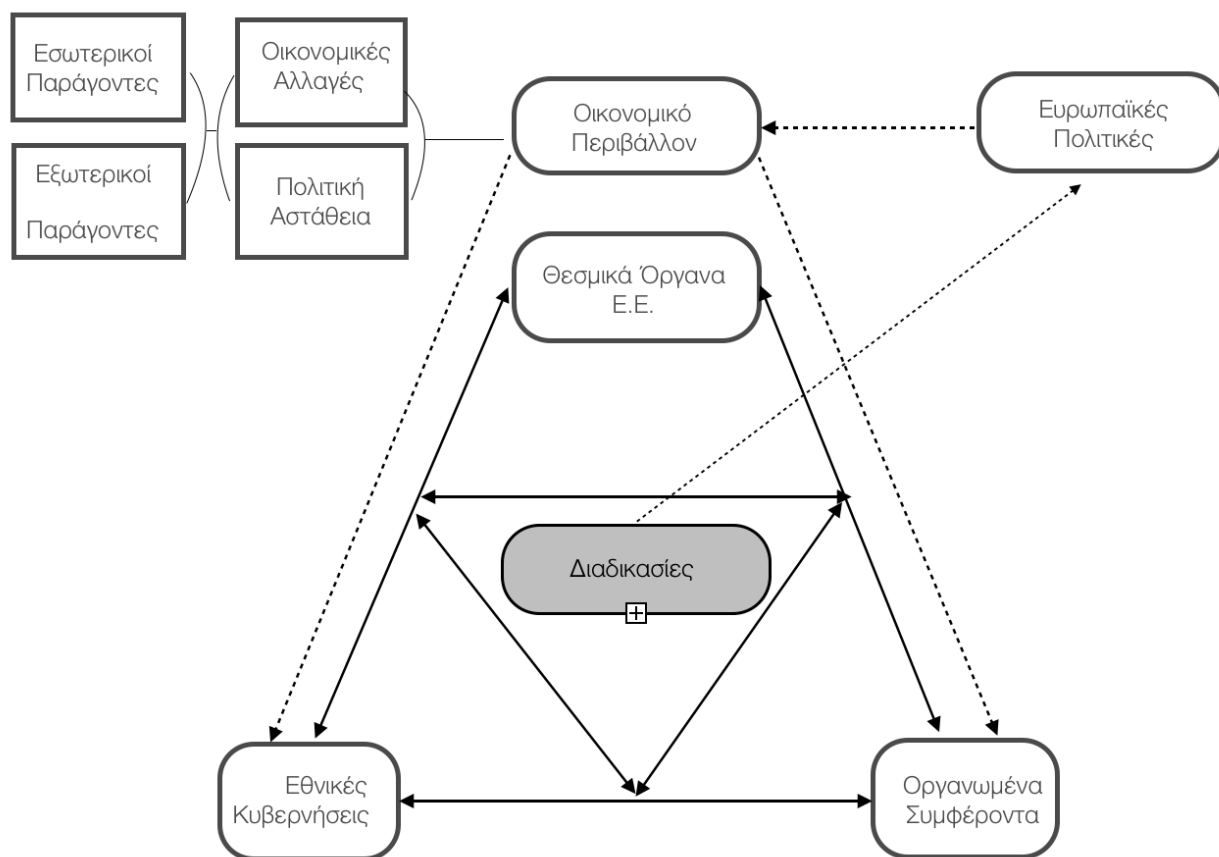 Εσωτερικοί
Παράγοντες
Οικονομικές
Αλλαγές
Οικονομικό
Περιβάλλον
Ευρωπαϊκές
Πολιτικές
Εξωτερικοί
Παράγοντες
Πολιτική
Αστάθεια
Θεσμικά Όργανα
Ε.Ε.
Διαδικασίες
Εθνικές
Κυβερνήσεις
Οργανωμένα
Συμφέροντα